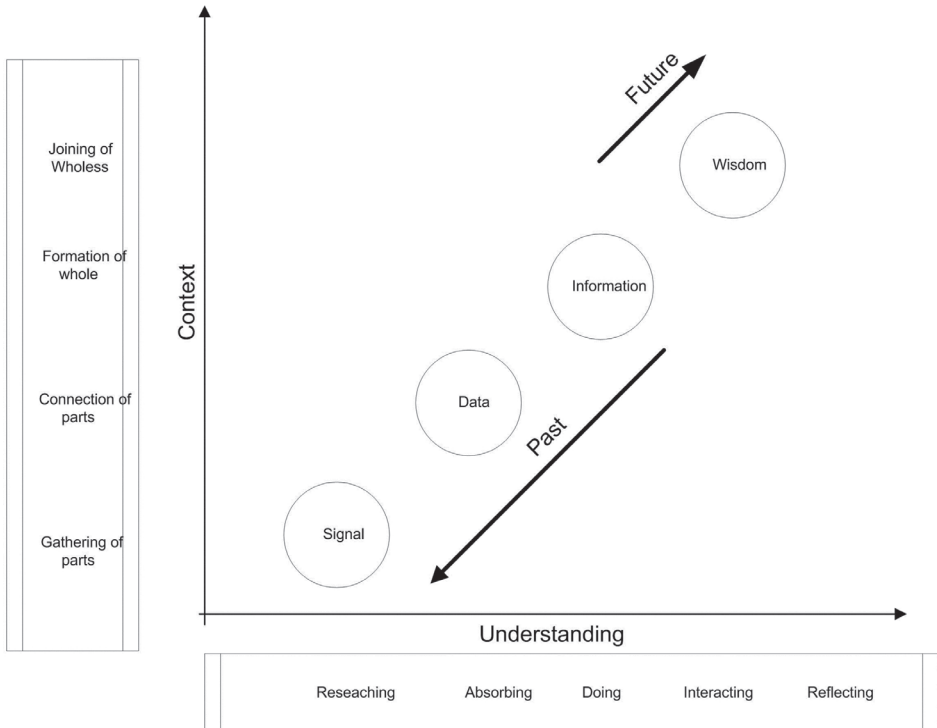 Future
Joining of
Wholess
Wisdom
Formation of
whole
Context
Information
Connection of
parts
Data
Past
Gathering of
parts
Signal
Understanding
Reseaching
Absorbing
Doing
Interacting
Reflecting